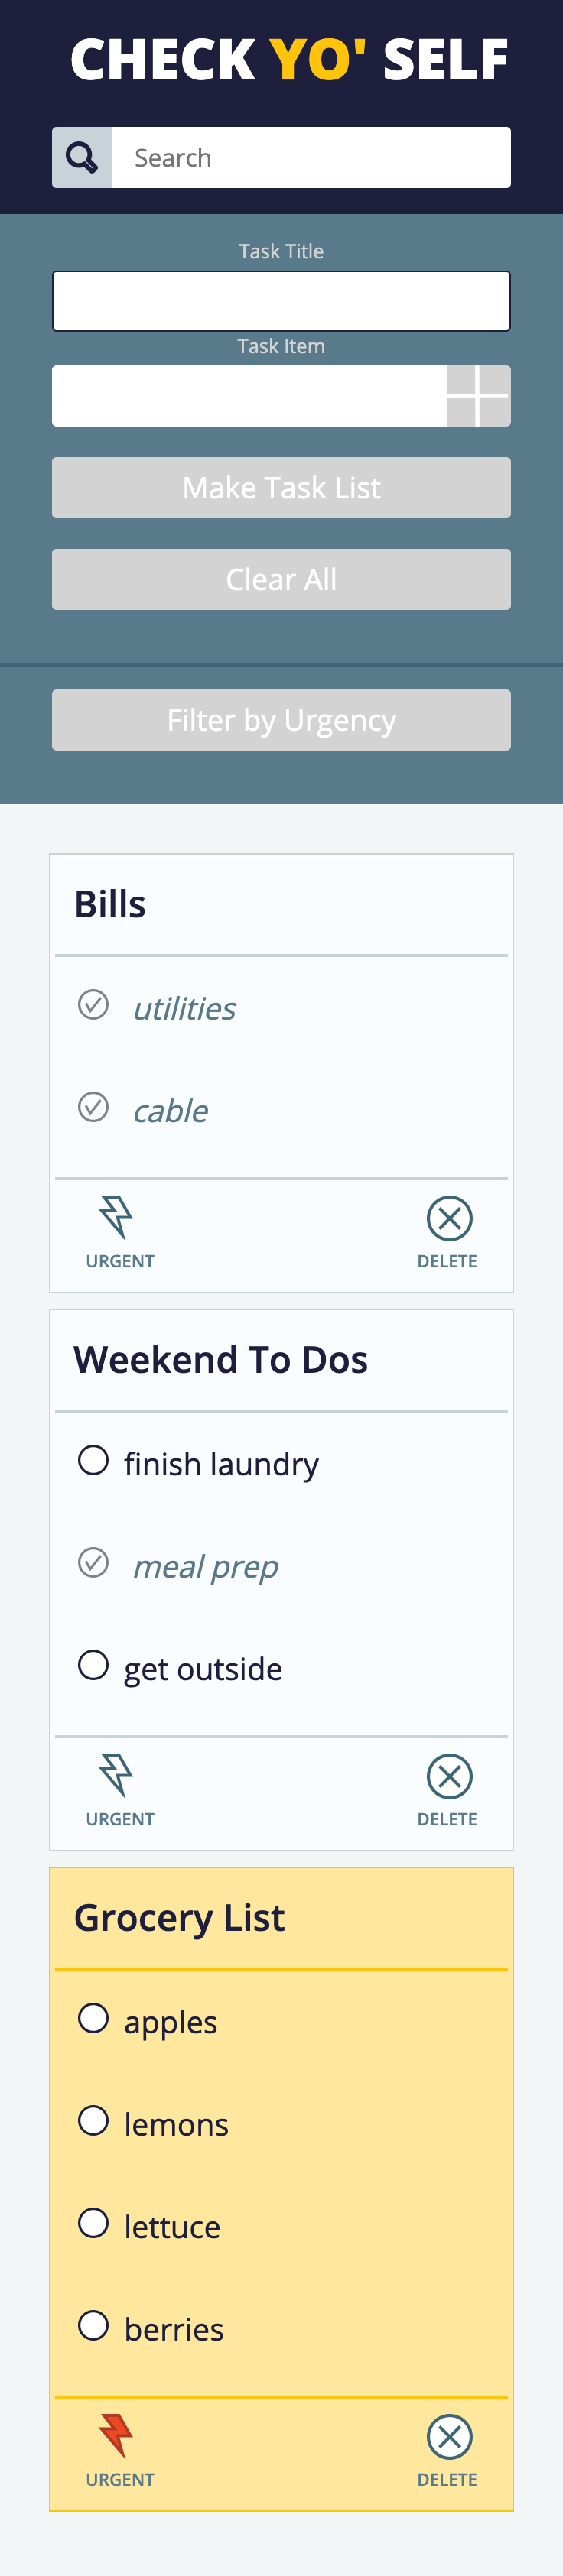 CHECK YO' SELF
Search
Task Title
Task Item
Make Task List
Clear All
Filter by Urgency
Bills
utilities
cable
URGENT DELETE
Weekend To Dos
finish laundry
meal prep
get outside
URGENT DELETE
Grocery List
apples
lemons
lettuce
berries
URGENT DELETE